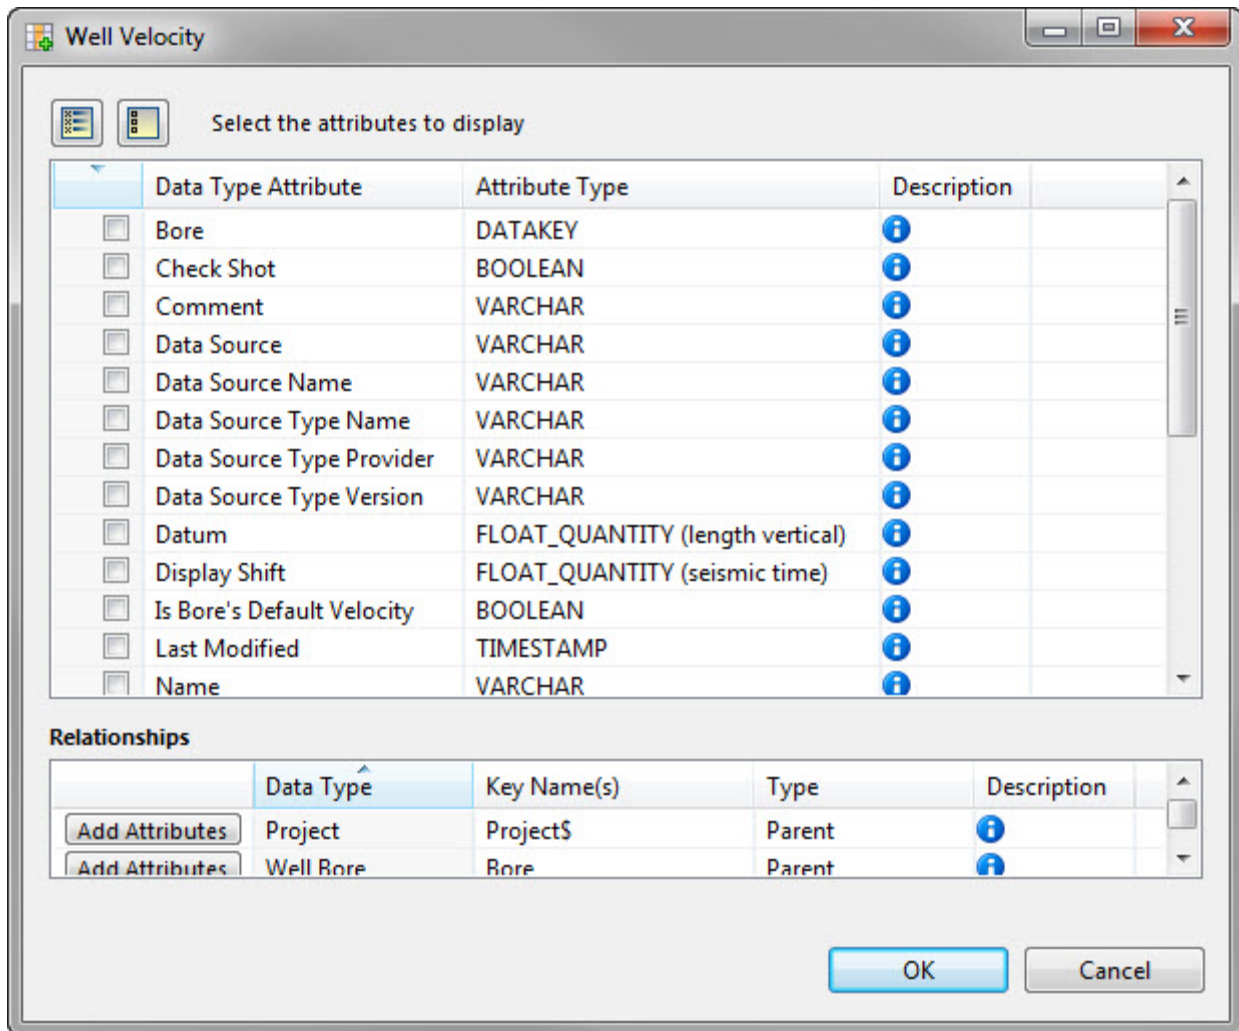 Well Velocity
Select the attributes to display
Data Type Attribute Attribute Type Description
Bore DATAKEY
Check Shot BOOLEAN
Comment VARCHAR
Data Source VARCHAR
Data Source Name VARCHAR
Data Source Type Name VARCHAR
Data Source Type Provider VARCHAR
Data Source Type Version VARCHAR
Datum FLOAT_QUANTITY (length vertical)
Display Shift FLOAT_QUANTITY (seismic time)
Is Bore's Default Velocity BOOLEAN
Last Modified TIMESTAMP
Name VARCHAR
Relationships
Data Type Key Name(s) Type Description
Add Attributes Project Project$ Parent
Add Attributes Well Bore Bore Parent
OK Cancel